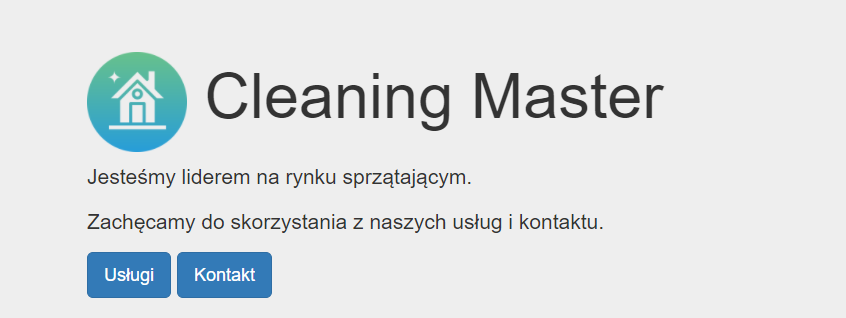 Cleaning Master
Jesteśmy liderem na rynku sprzątającym.
Zachęcamy do skorzystania z naszych usług i kontaktu.
Usługi Kontakt